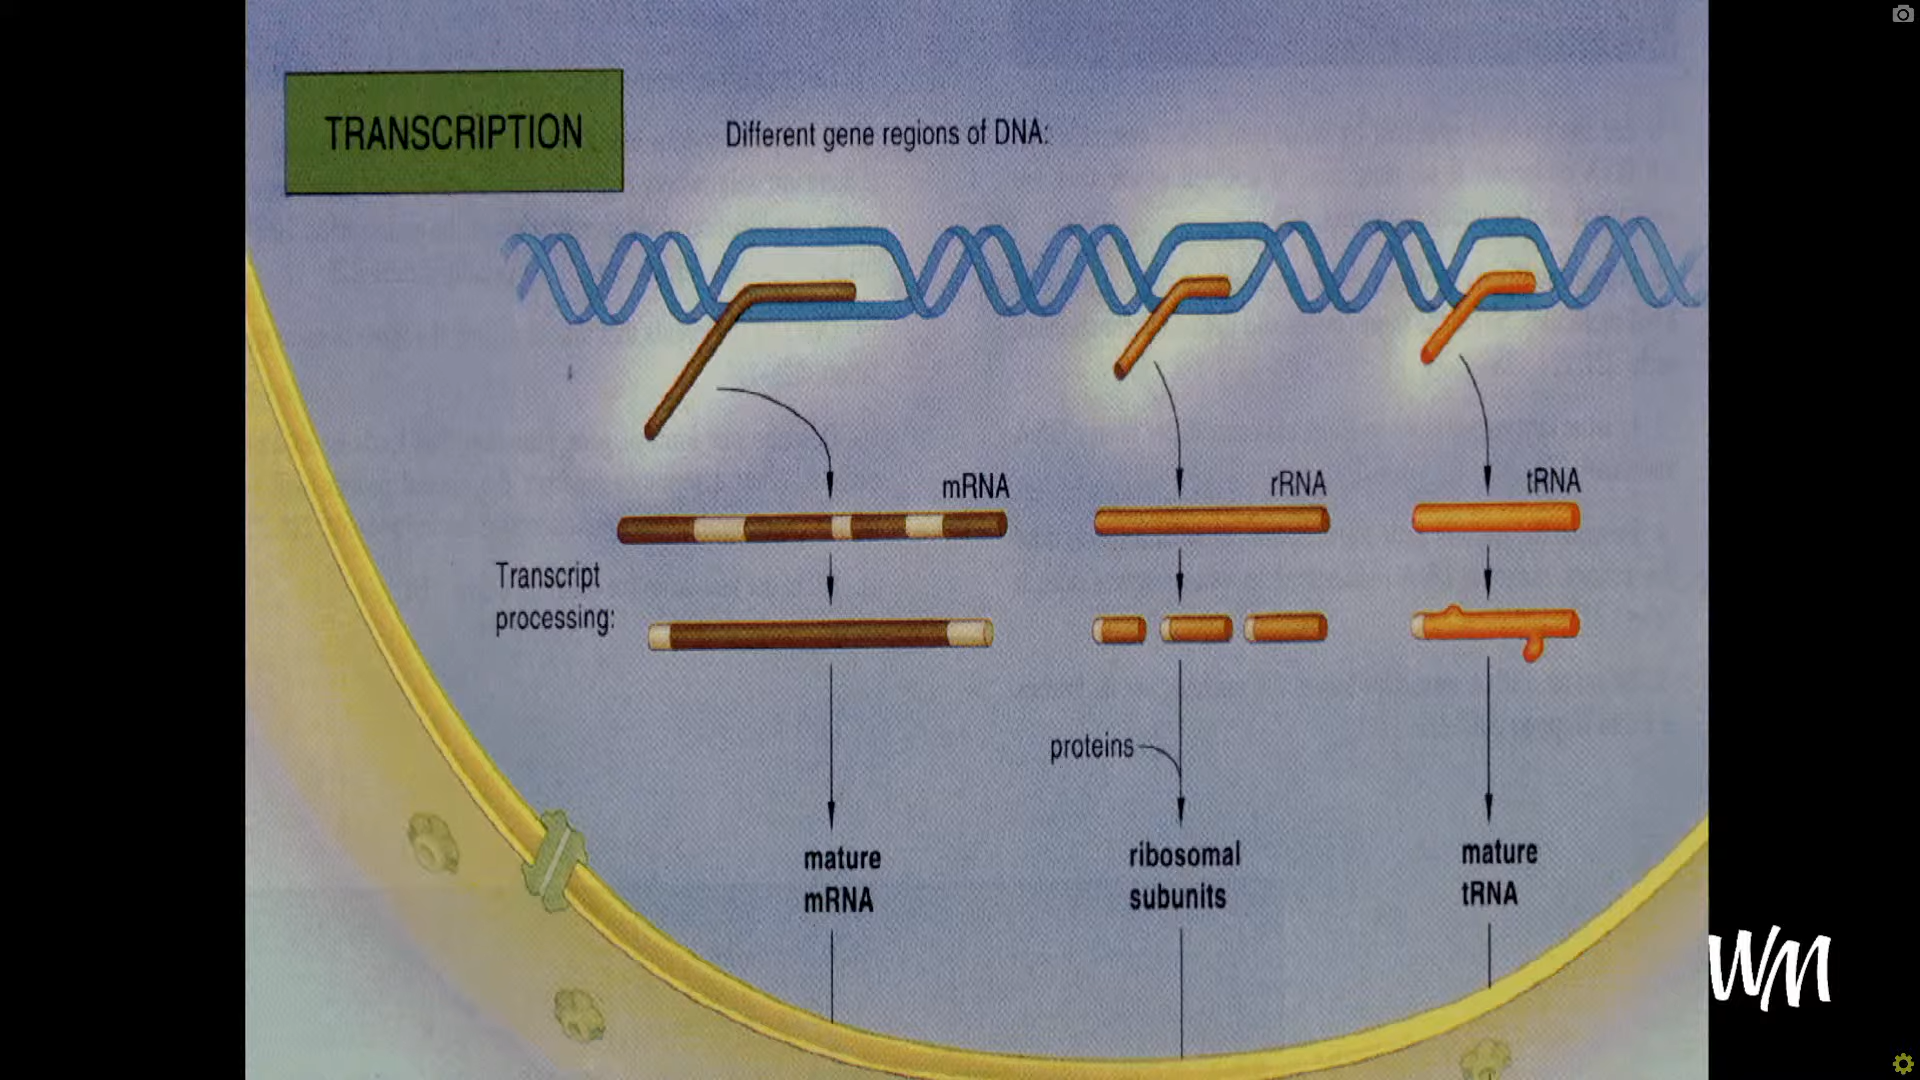 TRANSCRIPTION
Different gene regions of DNA:
mRNA
rRNA
tRNA
Transcript
processing:
proteins
mature
mRNA
ribosomal
subunits
mature
tRNA
WM